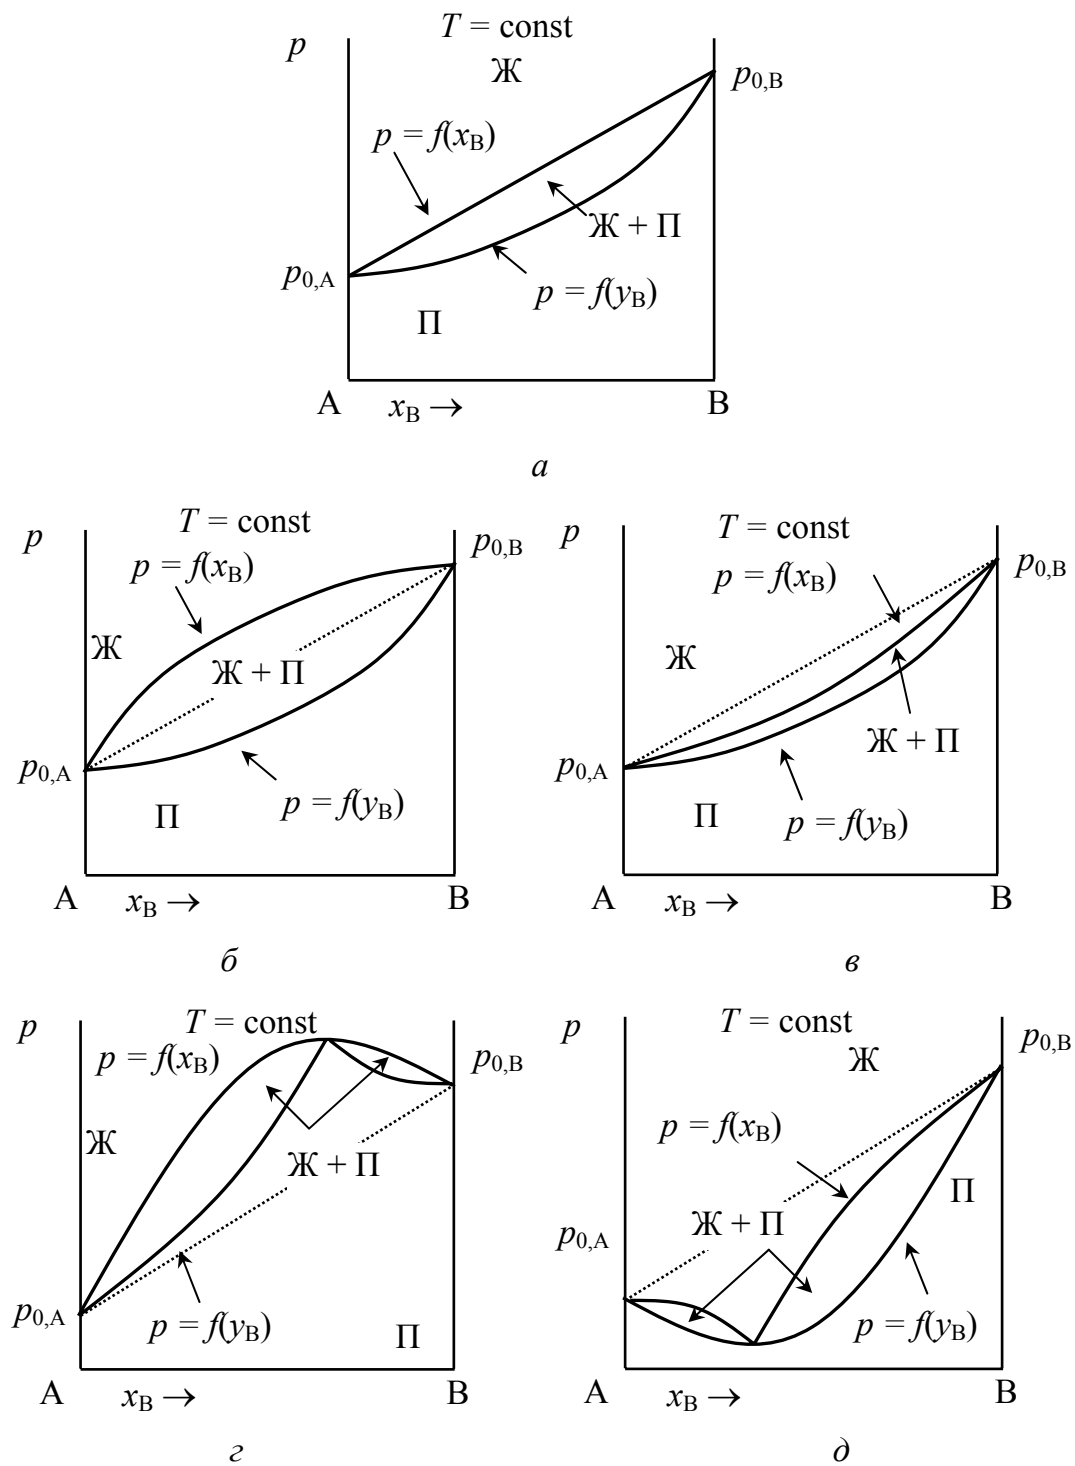 T = const
p
Ж
p0,B
p = f(xB)
Ж + П
p0,A
p = f(yB)
П
A xB → B
а
T = const
p
p0,B
p = f(xB)
Ж
Ж + П
p0,A
p = f(yB)
П
A xB → B
б
T = const
p
p = f(xB)
p0,B
Ж
Ж + П
p0,A
П
p = f(yB)
A xB → B
в
T = const
p
p = f(xB)
p0,B
Ж
Ж + П
p0,A
p = f(yB)
П
A xB → B
г
T = const
p
p0,B
Ж
p = f(xB)
П
Ж + П
p0,A
p = f(yB)
A xB → B
д